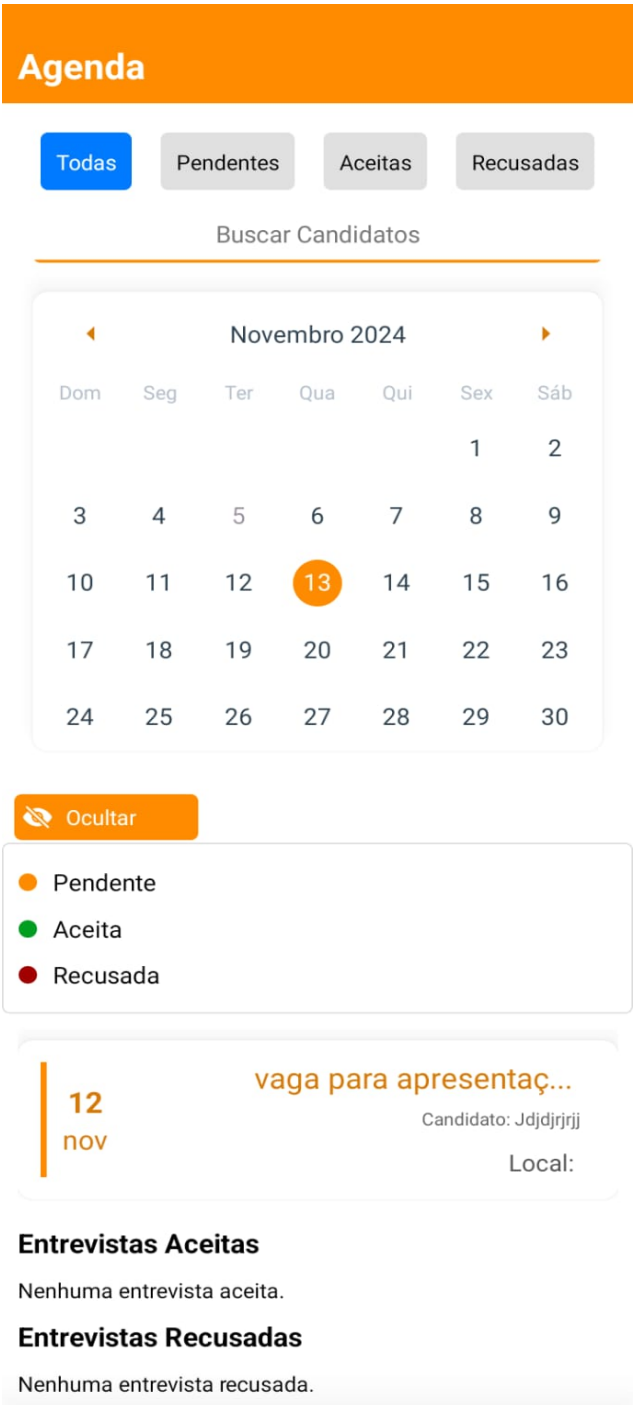 Agenda
Todas Pendentes Aceitas Recusadas
Buscar Candidatos
Novembro 2024
Dom Seg Ter Qua Qui Sex Sáb
1 2
3 4 5 6 7 8 9
10 11 12 13 14 15 16
17 18 19 20 21 22 23
24 25 26 27 28 29 30
Ocultar
Pendente
Aceita
Recusada
12
nov
vaga para apresentaç...
Candidato: Jdjdjrjrjj
Local:
Entrevistas Aceitas
Nenhuma entrevista aceita.
Entrevistas Recusadas
Nenhuma entrevista recusada.